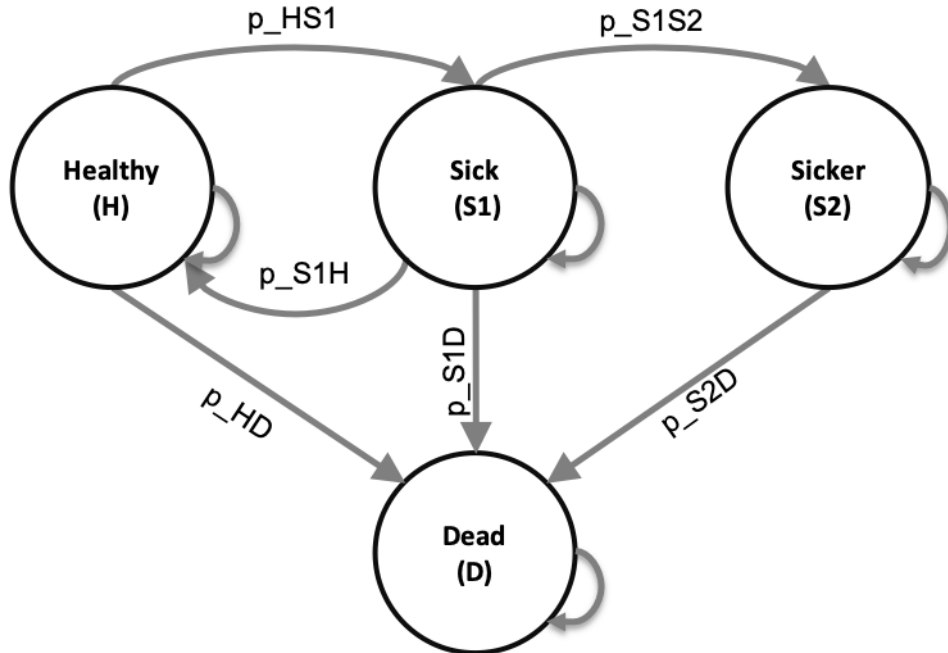 p_HS1
p_S1S2
Healthy
(H)
Sick
(S1)
Sicker
(S2)
p_S1H
p_HD
p_S1D
p_S2D
Dead
(D)